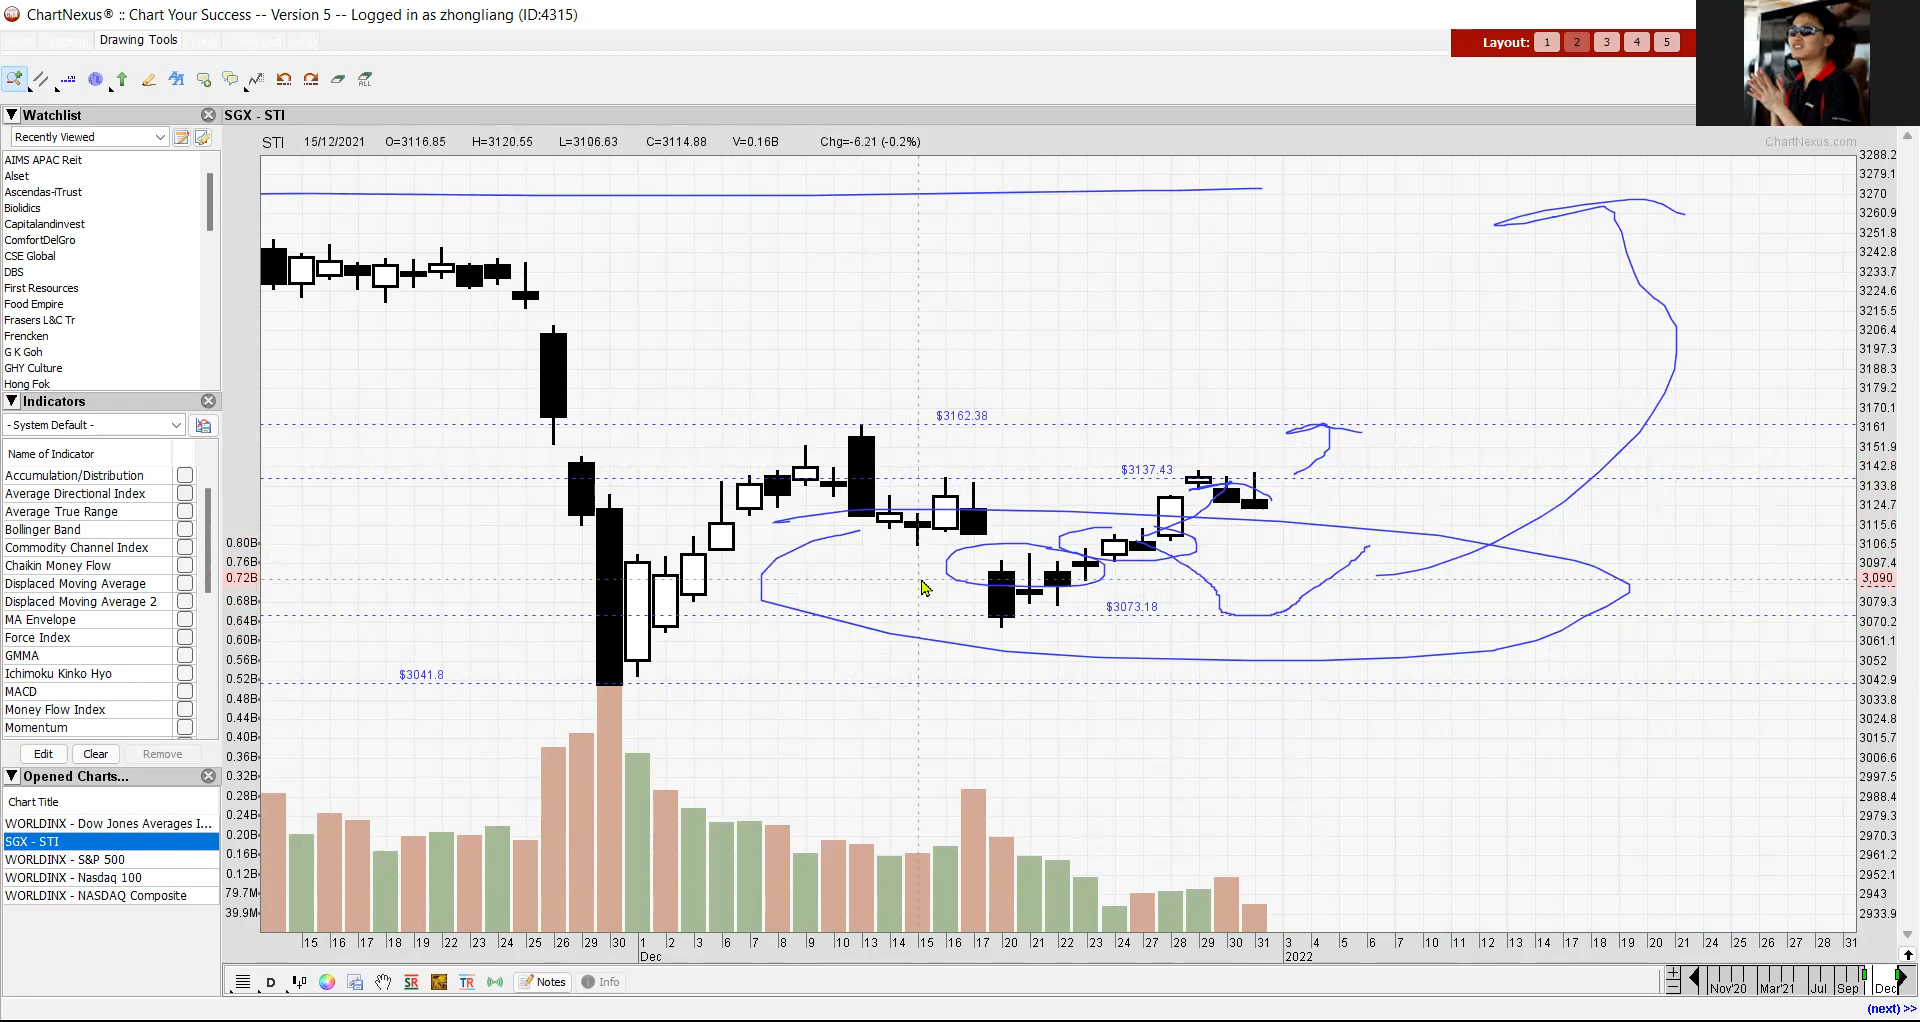 ChartNexus® :: Chart Your Success -- Version 5 -- Logged in as zhongliang (ID:4315)
Drawing Tools
Layout: 1 2 3 4 5
ALL
Watchlist
SGX - STI
Recently Viewed
STI 15/12/2021 O=3116.85 H=3120.55 L=3106.63 C=3114.88 V=0.16B Chg=-6.21 (-0.2%)
ChartNexus.com
AIMS APAC Reit
Alset
Ascendas-iTrust
Biolidics
Capitalandinvest
ComfortDelGro
CSE Global
DBS
First Resources
Food Empire
Frasers L&C Tr
Frencken
G K Goh
GHY Culture
Hong Fok
Indicators
- System Default -
Name of Indicator
Accumulation/Distribution
Average Directional Index
Average True Range
Bollinger Band
Commodity Channel Index
Chaikin Money Flow
Displaced Moving Average
Displaced Moving Average 2
MA Envelope
Force Index
GMMA
Ichimoku Kinko Hyo
MACD
Money Flow Index
Momentum
Edit Clear Remove
Opened Charts...
Chart Title
WORLDINX - Dow Jones Averages I...
SGX - STI
WORLDINX - S&P 500
WORLDINX - Nasdaq 100
WORLDINX - NASDAQ Composite
$3162.38
$3137.43
$3073.18
$3041.8
0.80B
0.76B
0.72B
0.68B
0.64B
0.60B
0.56B
0.52B
0.48B
0.44B
0.40B
0.36B
0.32B
0.28B
0.24B
0.20B
0.16B
0.12B
79.7M
39.9M
3288.2
3279.1
3270
3260.9
3251.8
3242.8
3233.7
3224.6
3215.5
3206.4
3197.3
3188.3
3179.2
3170.1
3161
3151.9
3142.8
3133.8
3124.7
3115.6
3106.5
3097.4
3,090
3079.3
3070.2
3061.1
3052
3042.9
3033.8
3024.8
3015.7
3006.6
2997.5
2988.4
2979.3
2970.3
2961.2
2952.1
2943
2933.9
15 16 17 18 19 22 23 24 25 26 29 30 1 2 3 6 7 8 9 10 13 14 15 16 17 20 21 22 23 24 27 28 29 30 31 3 4 5 6 7 10 11 12 13 14 17 18 19 20 21 24 25 26 27 28 31
Dec 2022
D SR TR Notes Info
Nov'20 Mar'21 Jul Sep Dec
(next) >>